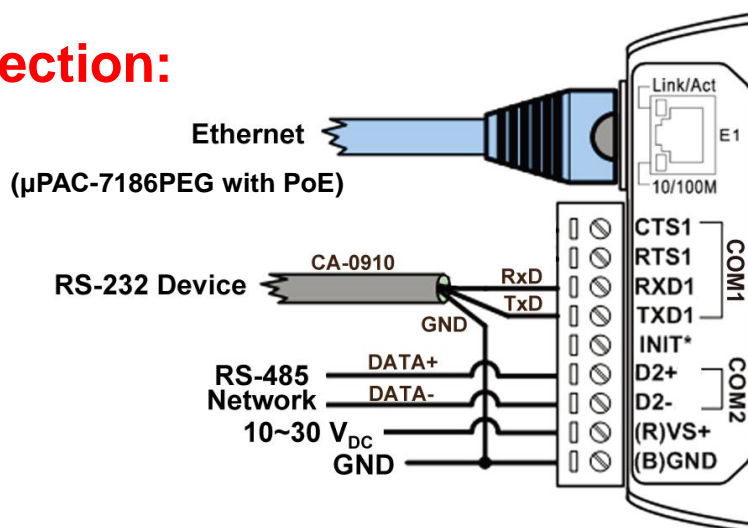 ection:
Ethernet
(µPAC-7186PEG with PoE)
Link/Act
E1
10/100M
CTS1
RTS1
RXD1
TXD1
COM1
INIT*
D2+
D2-
COM2
(R)VS+
(B)GND
RS-232 Device
CA-0910
RxD
TxD
GND
RS-485
Network
DATA+
DATA-
10~30 VDC
GND